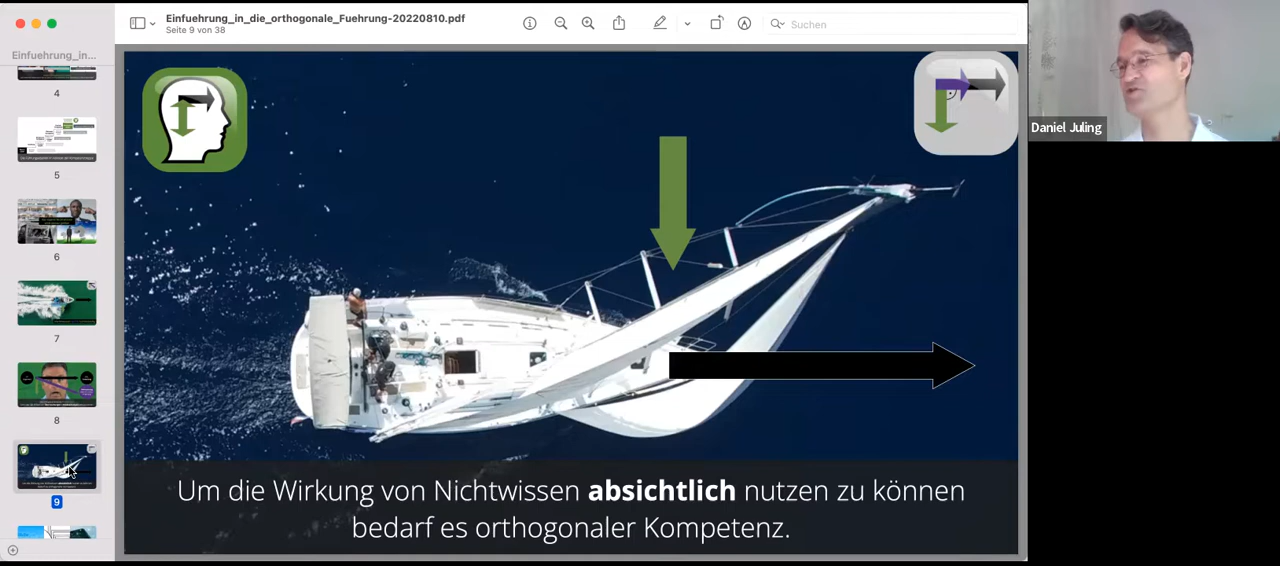 Einfuehrung_in_die_orthogonale_Fuehrung-20220810.pdf
Seite 9 von 38
Suchen
Einfuehrung_in...
4
5
6
7
8
9
Daniel Juling
Um die Wirkung von Nichtwissen absichtlich nutzen zu können
bedarf es orthogonaler Kompetenz.